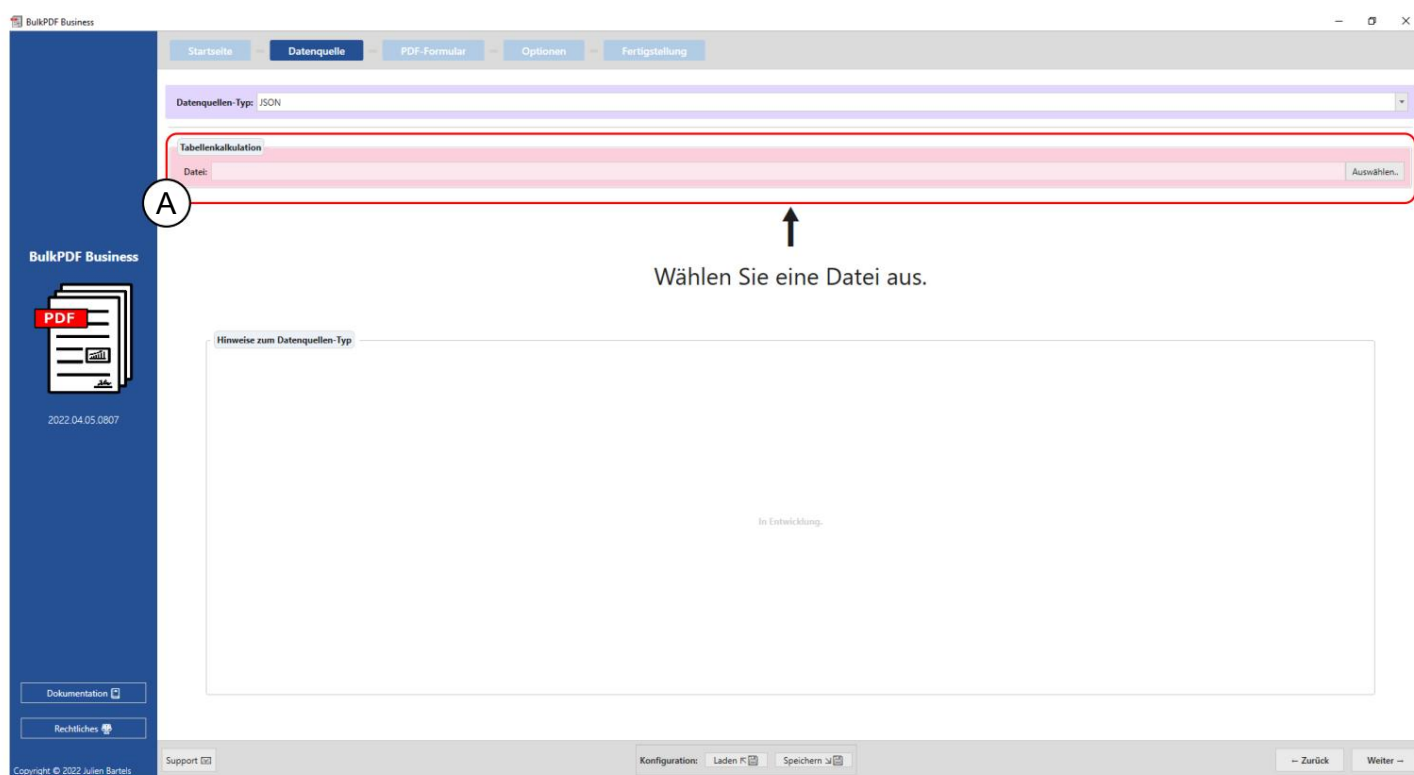 BulkPDF Business
Startseite
Datenquelle
PDF-Formular
Optionen
Fertigstellung
Datenquellen-Typ: JSON
Tabellenkalkulation
Datei:
Auswählen..
A
Wählen Sie eine Datei aus.
BulkPDF Business
PDF
2022.04.05.0807
Hinweise zum Datenquellen-Typ
In Entwicklung.
Dokumentation
Rechtliches
Copyright © 2022 Julien Bartels
Support
Konfiguration: Laden Speichern
← Zurück
Weiter →